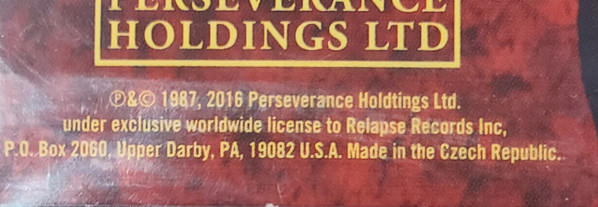 PERSEVERANCE
HOLDINGS LTD
℗&© 1987, 2016 Perseverance Holdtings Ltd.
under exclusive worldwide license to Relapse Records Inc,
P.O. Box 2060, Upper Darby, PA, 19082 U.S.A. Made in the Czech Republic.